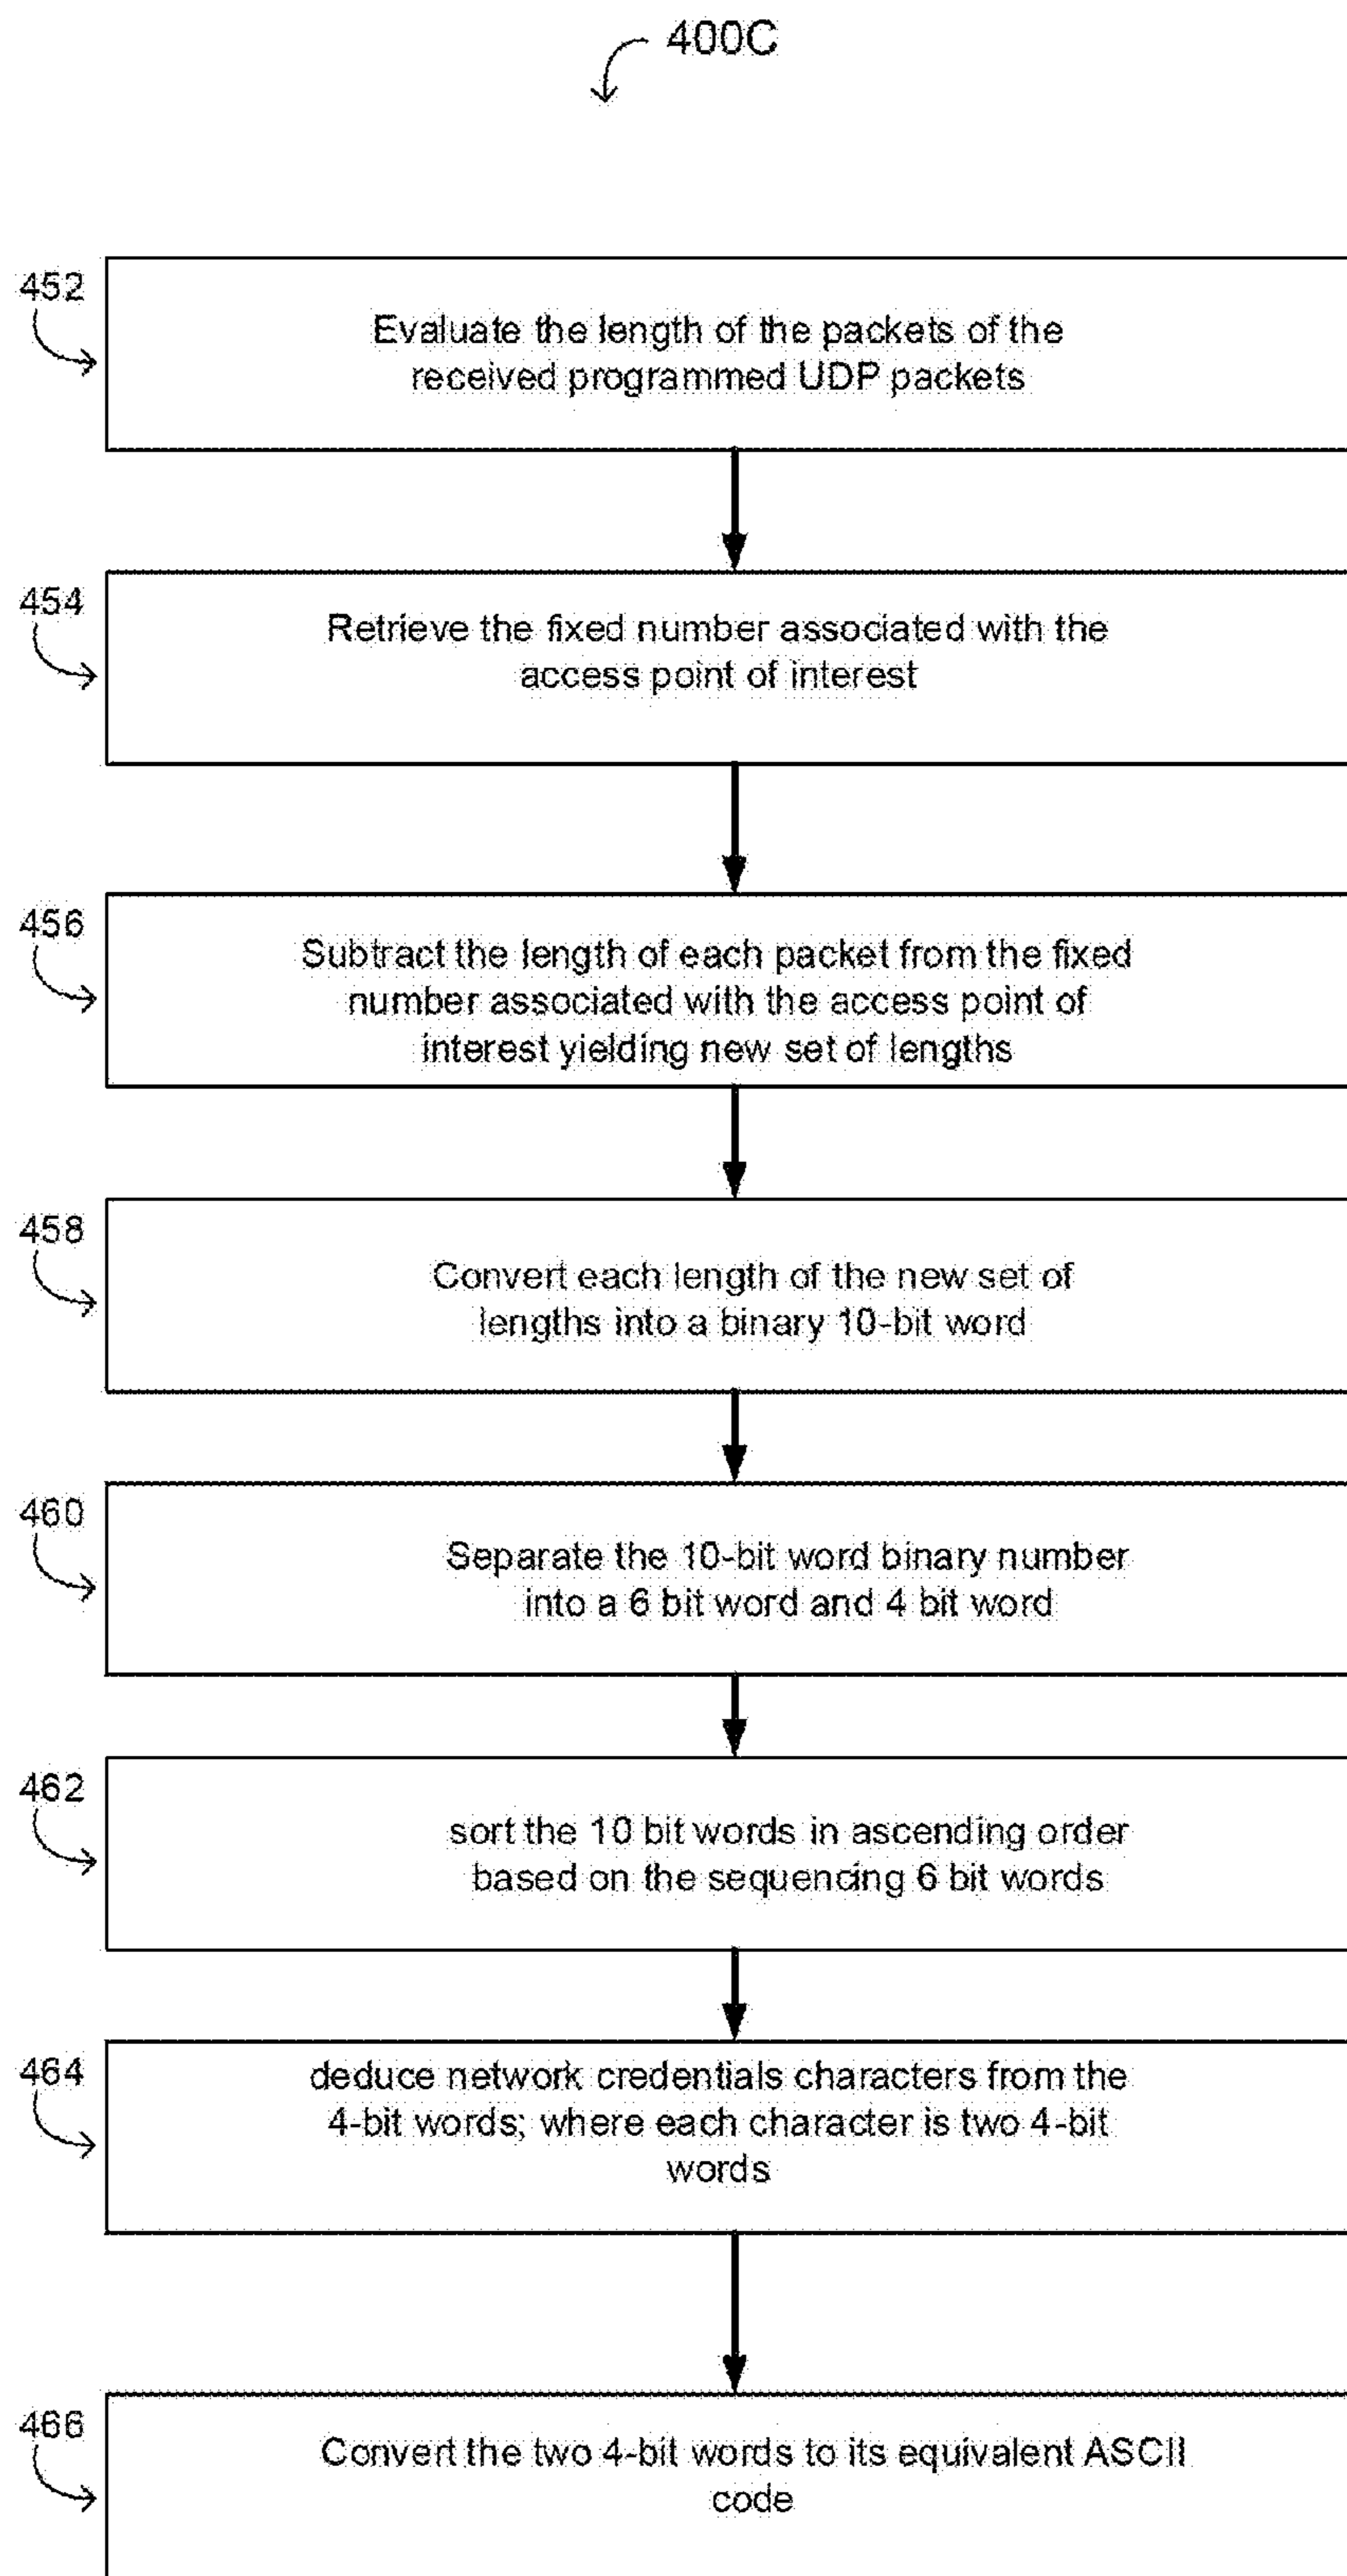 400C
452
Evaluate the length of the packets of the
received programmed UDP packets
454
Retrieve the fixed number associated with the
access point of interest
456
Subtract the length of each packet from the fixed
number associated with the access point of
interest yielding new set of lengths
458
Convert each length of the new set of
lengths into a binary 10-bit word
460
Separate the 10-bit word binary number
into a 6 bit word and 4 bit word
462
sort the 10 bit words in ascending order
based on the sequencing 6 bit words
464
deduce network credentials characters from the
4-bit words; where each character is two 4-bit
words
466
Convert the two 4-bit words to its equivalent ASCII
code